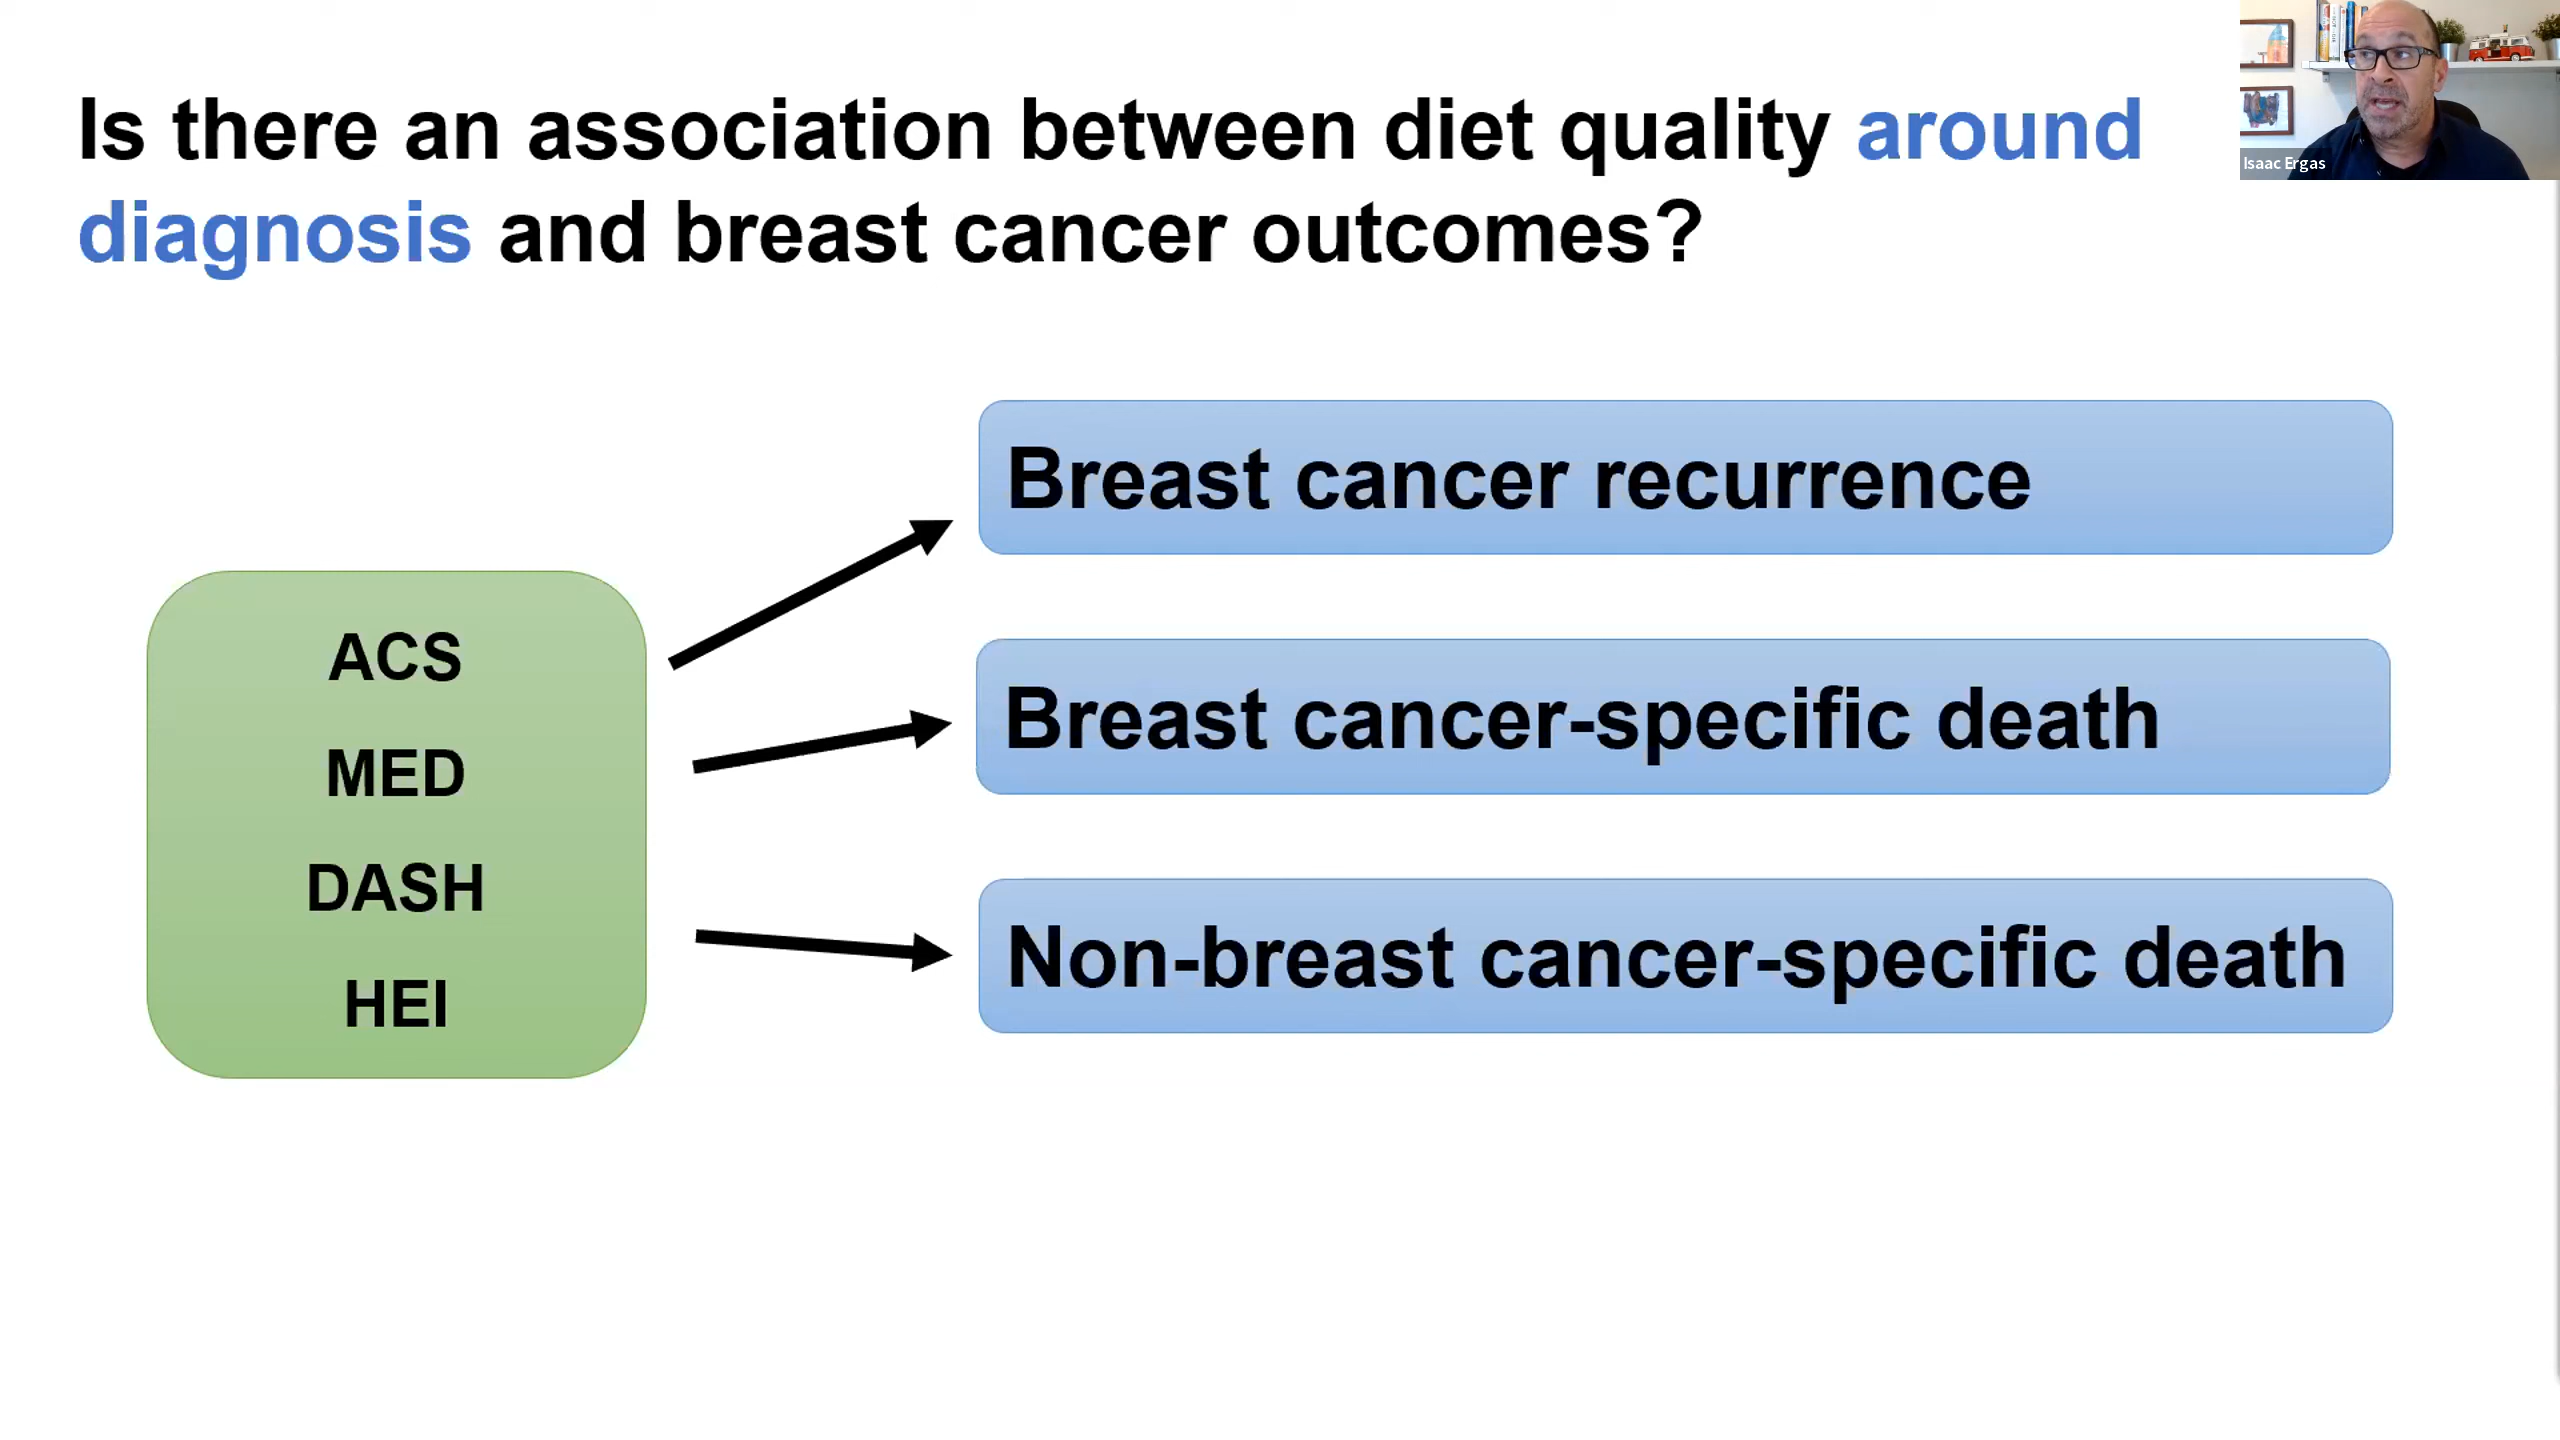 Is there an association between diet quality around
diagnosis and breast cancer outcomes?
Isaac Ergas
ACS
MED
DASH
HEI
Breast cancer recurrence
Breast cancer-specific death
Non-breast cancer-specific death